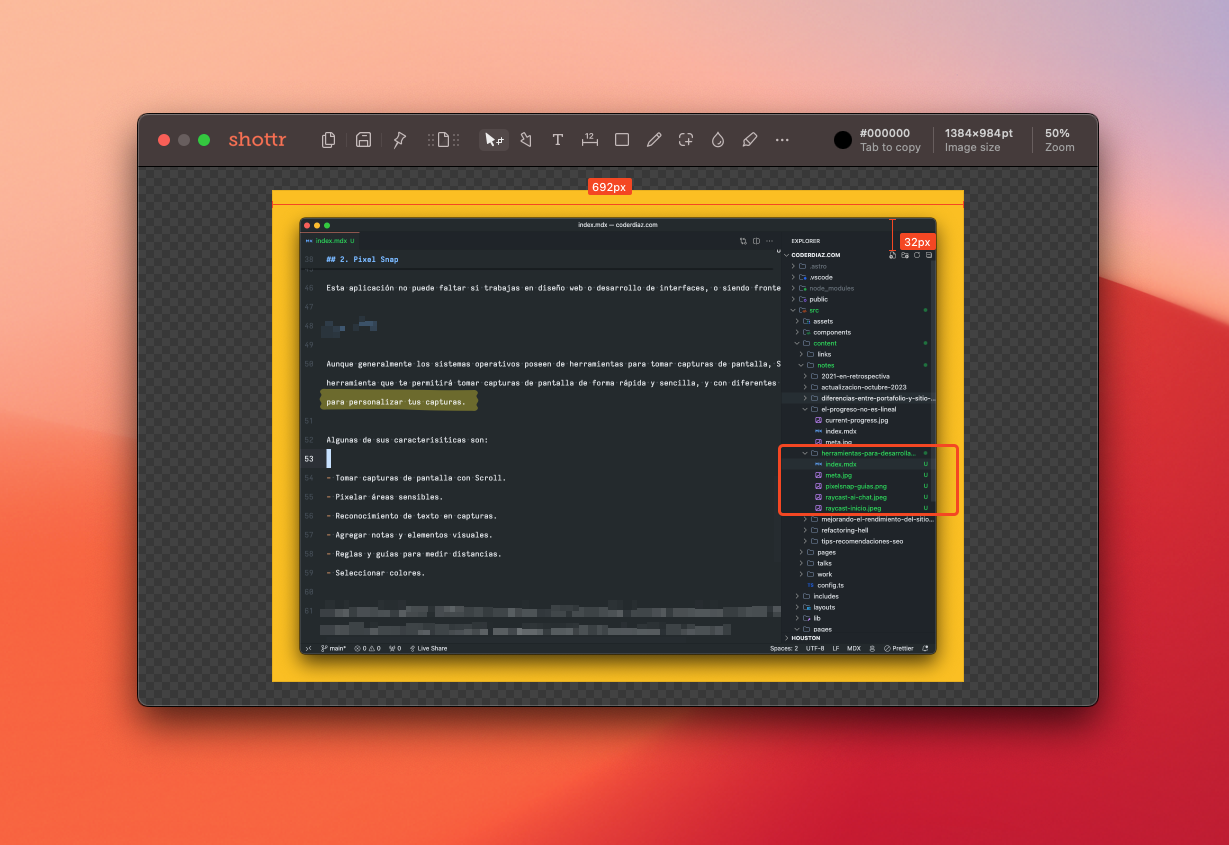 shottr
T
12
#000000
Tab to copy
1384×984pt
Image size
50%
Zoom
692px
index.mdx — coderdiaz.com
index.mdx U
38 ## 2. Pixel Snap
46 Esta aplicación no puede faltar si trabajas en diseño web o desarrollo de interfaces, o siendo fronte
47
48
49
50 Aunque generalmente los sistemas operativos poseen de herramientas para tomar capturas de pantalla, S
herramienta que te permitirá tomar capturas de pantalla de forma rápida y sencilla, y con diferentes
para personalizar tus capturas.
51
52 Algunas de sus caracterisiticas son:
53
54 - Tomar capturas de pantalla con Scroll.
55 - Pixelar áreas sensibles.
56 - Reconocimiento de texto en capturas.
57 - Agregar notas y elementos visuales.
58 - Reglas y guías para medir distancias.
59 - Seleccionar colores.
60
61
32px
EXPLORER
CODERDIAZ.COM
.astro
.vscode
node_modules
public
src
assets
components
content
links
notes
2021-en-retrospectiva
actualizacion-octubre-2023
diferencias-entre-portafolio-y-sitio-...
el-progreso-no-es-lineal
current-progress.jpg
index.mdx
meta.jpg
herramientas-para-desarrolla...
index.mdx U
meta.jpg U
pixelsnap-guias.png U
raycast-ai-chat.jpeg U
raycast-inicio.jpeg U
mejorando-el-rendimiento-del-sitio...
refactoring-hell
tips-recomendaciones-seo
pages
talks
work
TS config.ts
includes
layouts
lib
pages
HOUSTON
main* 0 0 0 Live Share
Spaces: 2 UTF-8 LF MDX Prettier